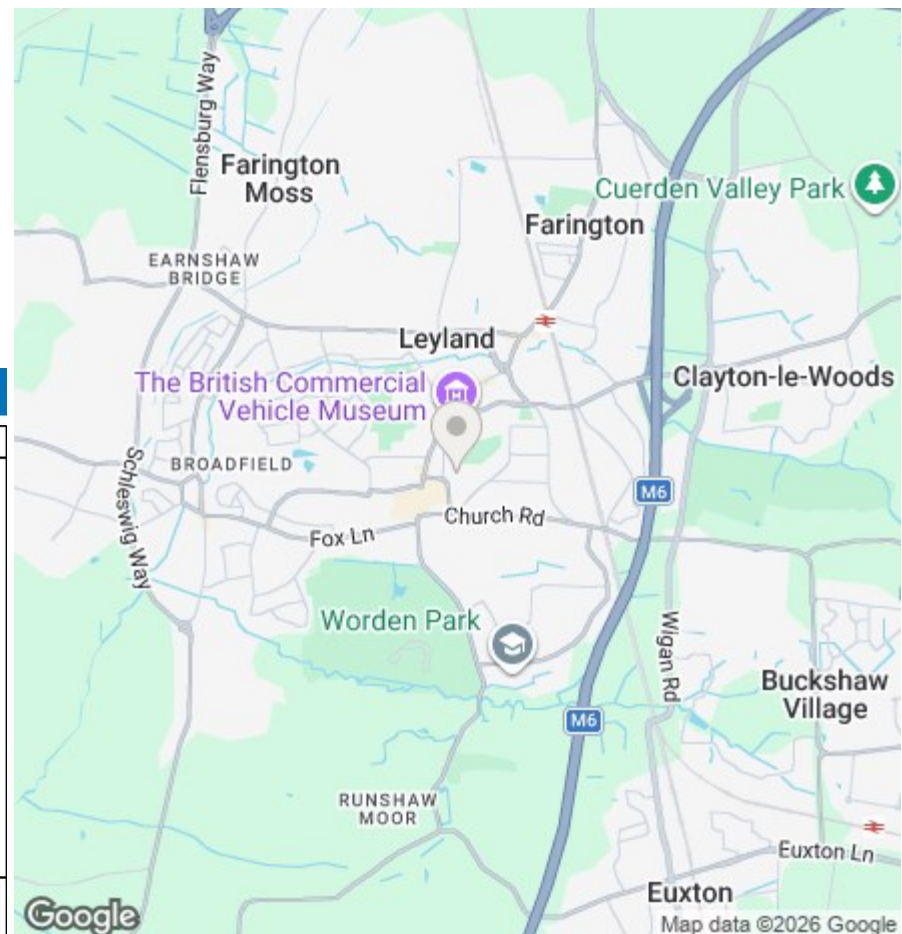 Flensburg Way
Farington
Moss
Cuerden Valley Park
Farington
EARNSHAW
BRIDGE
Leyland
The British Commercial
Vehicle Museum
Clayton-le-Woods
BROADFIELD
Schleswig Way
M6
Church Rd
Fox Ln
Worden Park
Wigan Rd
Buckshaw
Village
M6
RUNSHAW
MOOR
Euxton Ln
Euxton
Google
Map data ©2026 Google